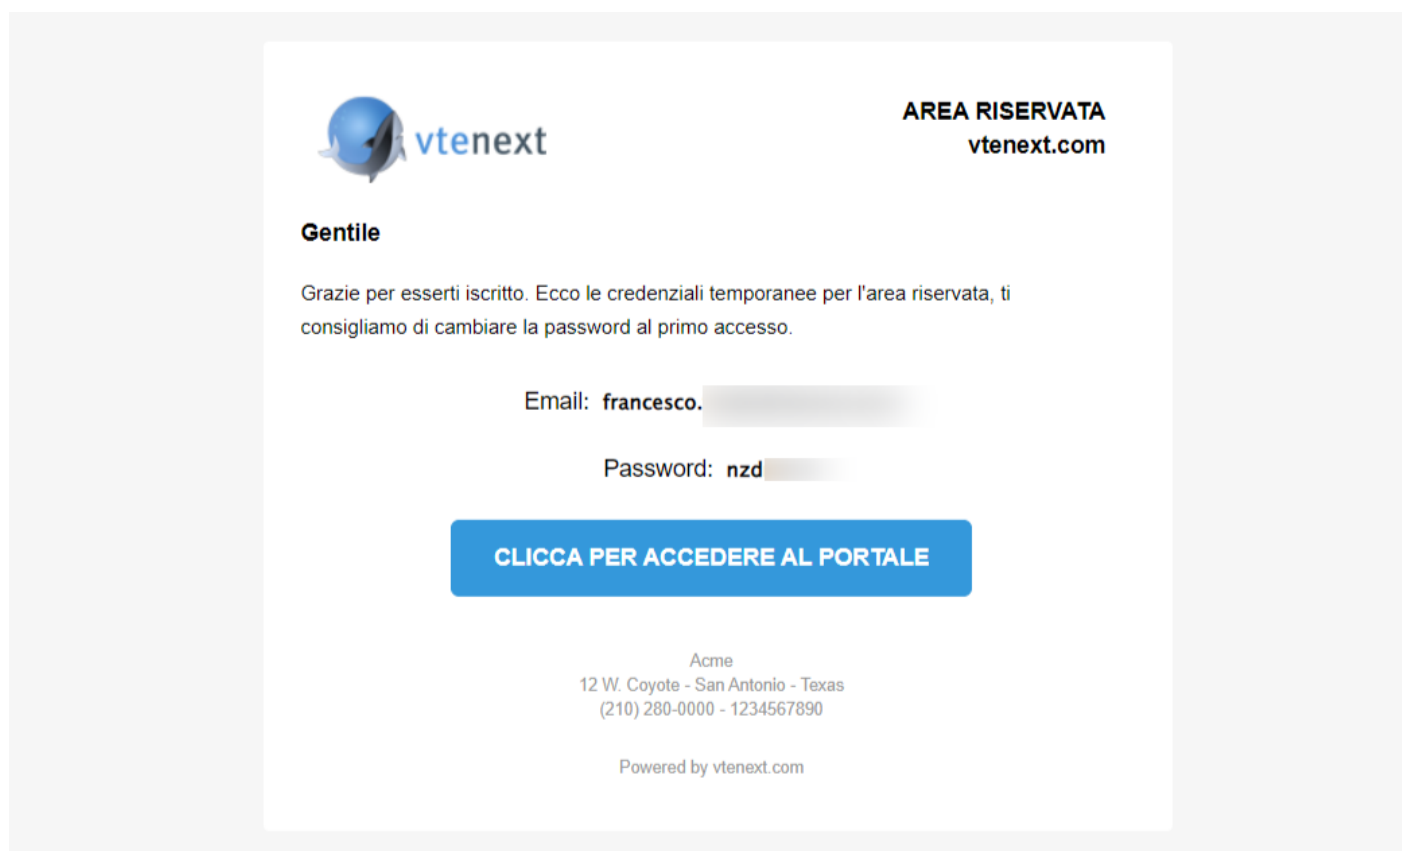 vtenext
AREA RISERVATA
vtenext.com
Gentile
Grazie per esserti iscritto. Ecco le credenziali temporanee per l'area riservata, ti
consigliamo di cambiare la password al primo accesso.
Email: francesco.
Password: nzd
CLICCA PER ACCEDERE AL PORTALE
Acme
12 W. Coyote - San Antonio - Texas
(210) 280-0000 - 1234567890
Powered by vtenext.com